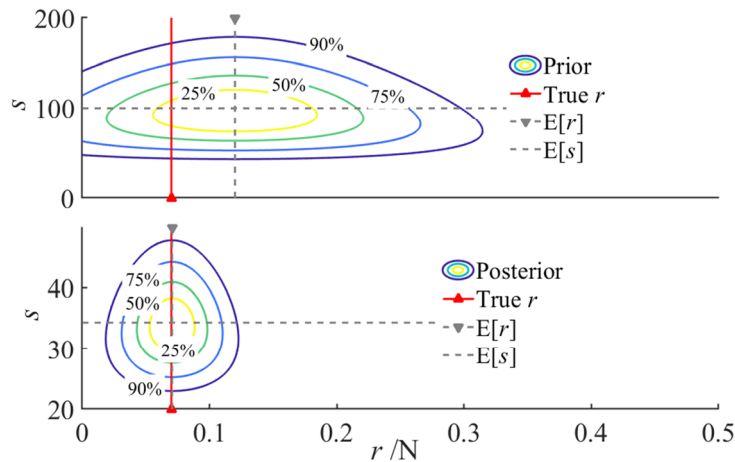 200
100
0
s
90%
75%
50%
25%
Prior
True r
E[r]
E[s]
40
30
20
s
75%
50%
25%
90%
Posterior
True r
E[r]
E[s]
0
0.1
0.2
0.3
0.4
0.5
r /N